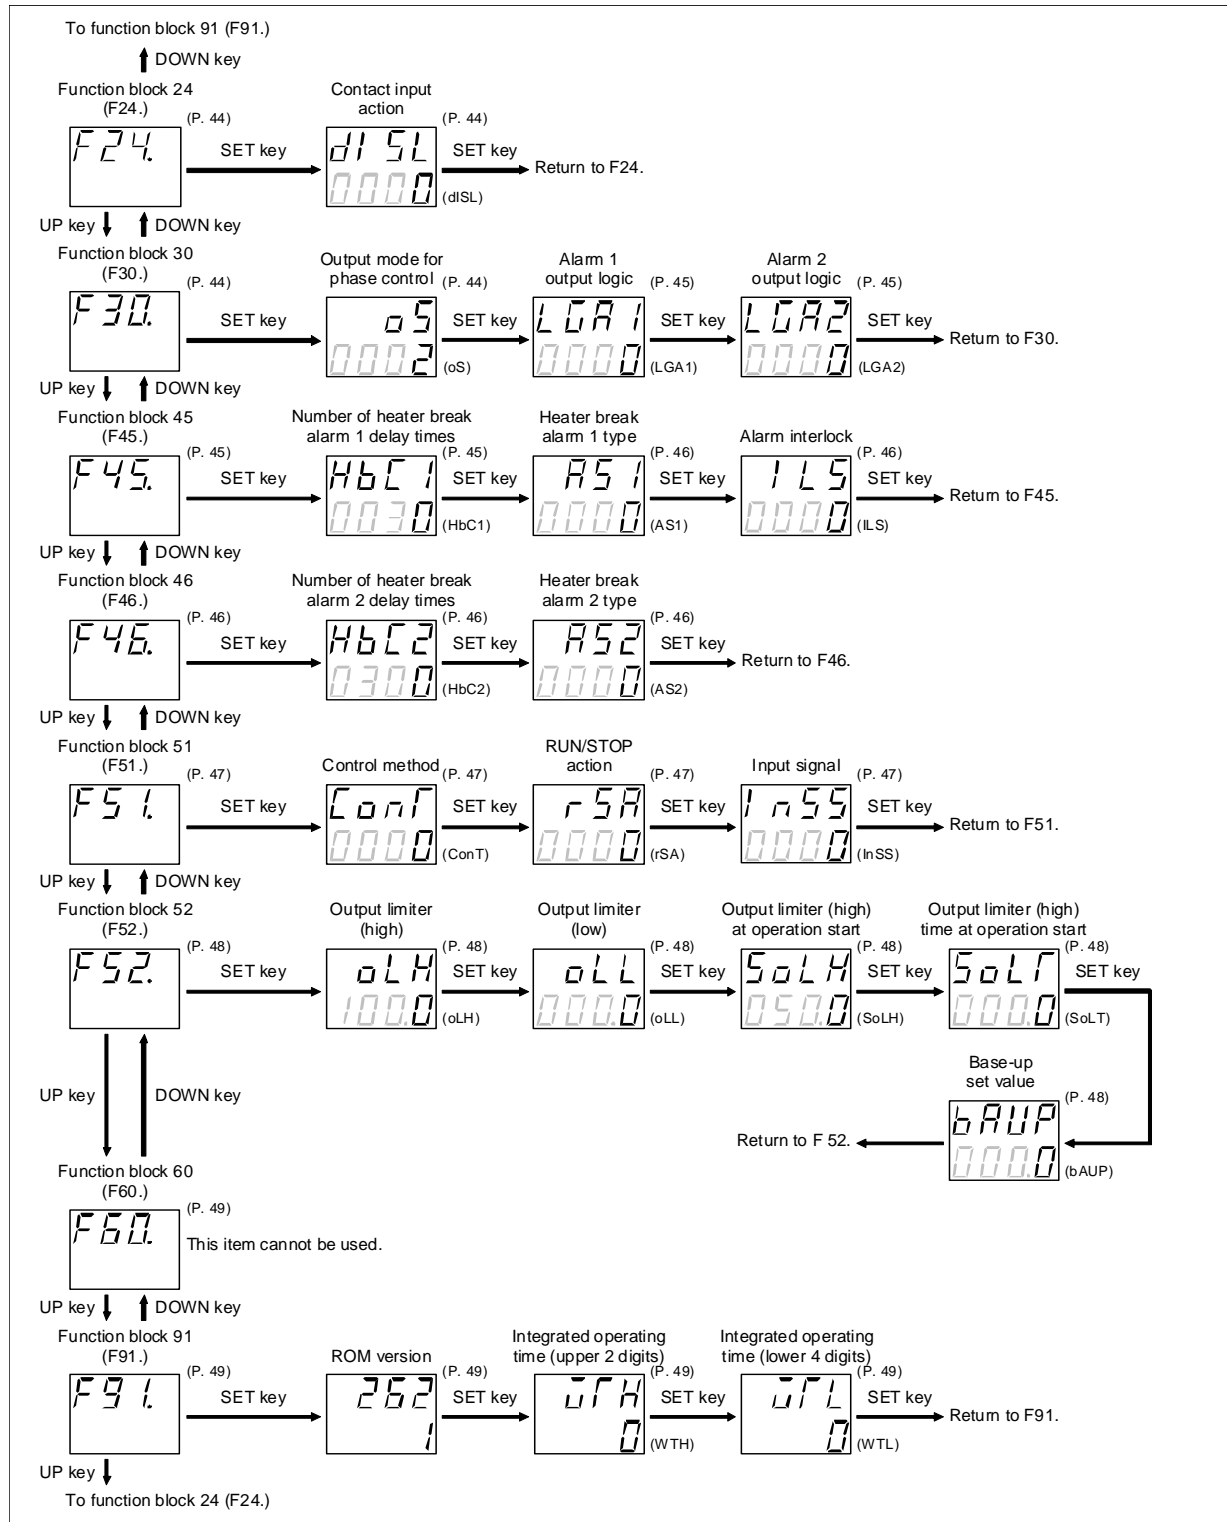 To function block 91 (F91.)
DOWN key
Function block 24
(F24.)
(P. 44)
F24.
SET key
Contact input
action
(P. 44)
dISL
0000
(dISL)
SET key
Return to F24.
UP key
DOWN key
Function block 30
(F30.)
(P. 44)
F30.
SET key
Output mode for
phase control
(P. 44)
oS
0002
(oS)
SET key
Alarm 1
output logic
(P. 45)
LGA1
0000
(LGA1)
SET key
Alarm 2
output logic
(P. 45)
LGA2
0000
(LGA2)
SET key
Return to F30.
UP key
DOWN key
Function block 45
(F45.)
(P. 45)
F45.
SET key
Number of heater break
alarm 1 delay times
(P. 45)
HbC1
0030
(HbC1)
SET key
Heater break
alarm 1 type
(P. 46)
AS1
0000
(AS1)
SET key
Alarm interlock
(P. 46)
ILS
0000
(ILS)
SET key
Return to F45.
UP key
DOWN key
Function block 46
(F46.)
(P. 46)
F46.
SET key
Number of heater break
alarm 2 delay times
(P. 46)
HbC2
0300
(HbC2)
SET key
Heater break
alarm 2 type
(P. 46)
AS2
0000
(AS2)
SET key
Return to F46.
UP key
DOWN key
Function block 51
(F51.)
(P. 47)
F51.
SET key
Control method
(P. 47)
ConT
0000
(ConT)
SET key
RUN/STOP
action
(P. 47)
rSA
0000
(rSA)
SET key
Input signal
(P. 47)
InSS
0000
(InSS)
SET key
Return to F51.
UP key
DOWN key
Function block 52
(F52.)
(P. 48)
F52.
SET key
Output limiter
(high)
(P. 48)
oLH
100.0
(oLH)
SET key
Output limiter
(low)
(P. 48)
oLL
000.0
(oLL)
SET key
Output limiter (high)
at operation start
(P. 48)
SoLH
050.0
(SoLH)
SET key
Output limiter (high)
time at operation start
(P. 48)
SoLT
000.0
(SoLT)
SET key
Base-up
set value
(P. 48)
bAUP
000.0
(bAUP)
Return to F 52.
UP key
DOWN key
Function block 60
(F60.)
(P. 49)
F60.
This item cannot be used.
UP key
DOWN key
Function block 91
(F91.)
(P. 49)
F91.
SET key
ROM version
(P. 49)
262
1
SET key
Integrated operating
time (upper 2 digits)
(P. 49)
WTH
0
(WTH)
SET key
Integrated operating
time (lower 4 digits)
(P. 49)
WTL
0
(WTL)
SET key
Return to F91.
UP key
To function block 24 (F24.)